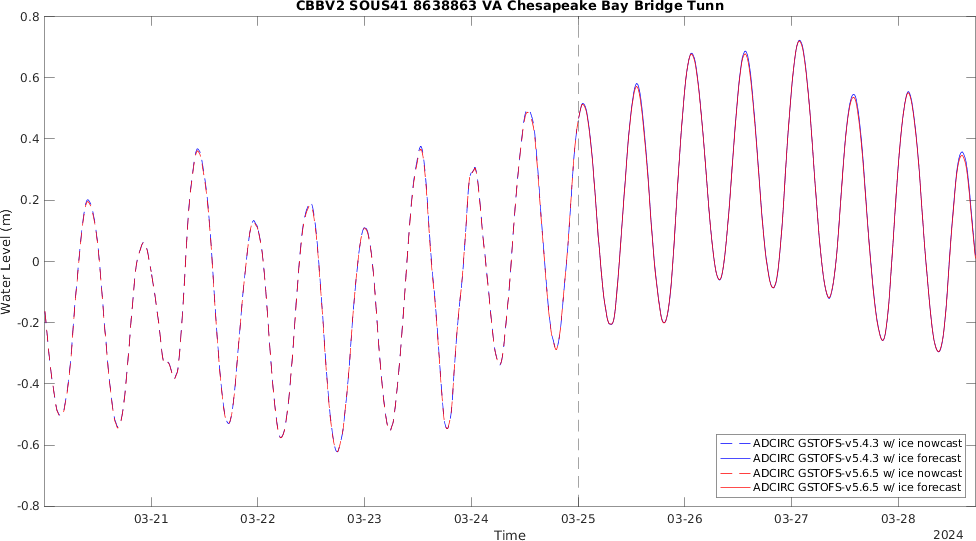 CBBV2 SOUS41 8638863 VA Chesapeake Bay Bridge Tunn
0.8
0.6
0.4
0.2
0
-0.2
-0.4
-0.6
-0.8
Water Level (m)
ADCIRC GSTOFS-v5.4.3 w/ ice nowcast
ADCIRC GSTOFS-v5.4.3 w/ ice forecast
ADCIRC GSTOFS-v5.6.5 w/ ice nowcast
ADCIRC GSTOFS-v5.6.5 w/ ice forecast
03-21 03-22 03-23 03-24 03-25 03-26 03-27 03-28
2024
Time